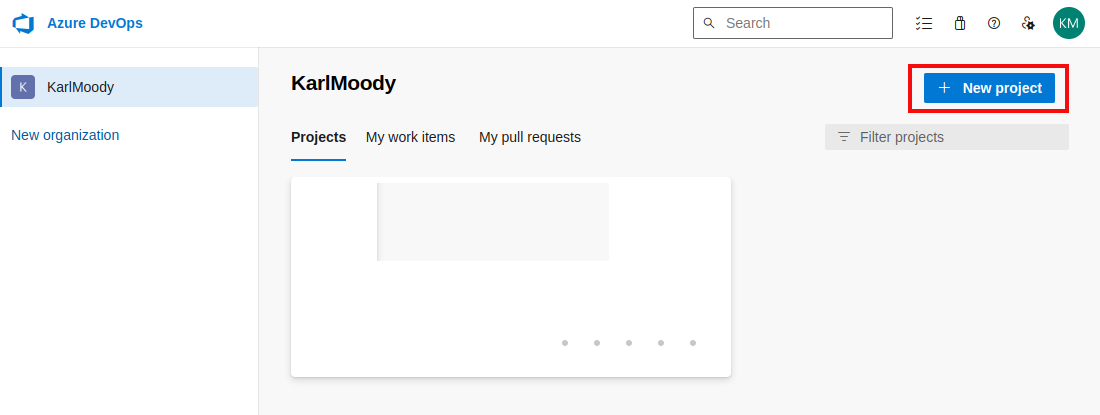 Azure DevOps
Search
KM
K
KarlMoody
New organization
KarlMoody
New project
Projects
My work items
My pull requests
Filter projects